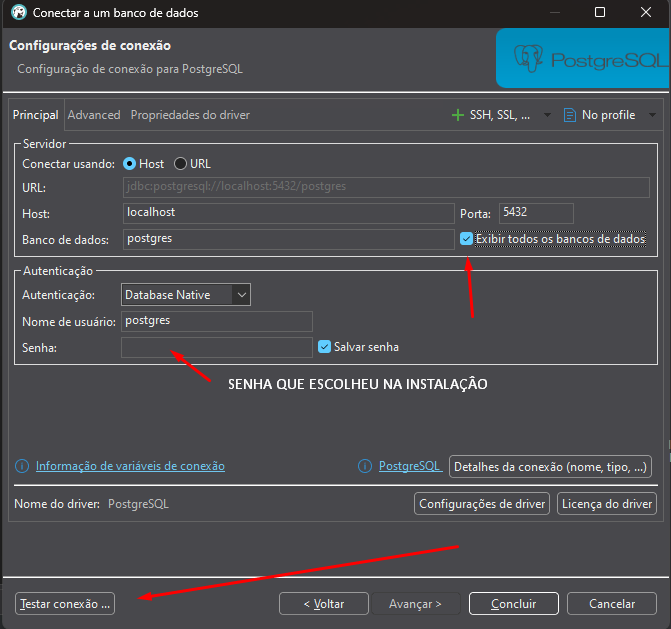 Conectar a um banco de dados
Configurações de conexão
Configuração de conexão para PostgreSQL
PostgreSQL
Principal Advanced Propriedades do driver SSH, SSL, ... No profile
Servidor
Conectar usando: Host URL
URL: jdbc:postgresql://localhost:5432/postgres
Host: localhost Porta: 5432
Banco de dados: postgres Exibir todos os bancos de dados
Autenticação
Autenticação: Database Native
Nome de usuário: postgres
Senha: Salvar senha
SENHA QUE ESCOLHEU NA INSTALAÇÂO
Informação de variáveis de conexão PostgreSQL Detalhes da conexão (nome, tipo, ...)
Nome do driver: PostgreSQL Configurações de driver Licença do driver
Testar conexão ... < Voltar Avançar > Concluir Cancelar